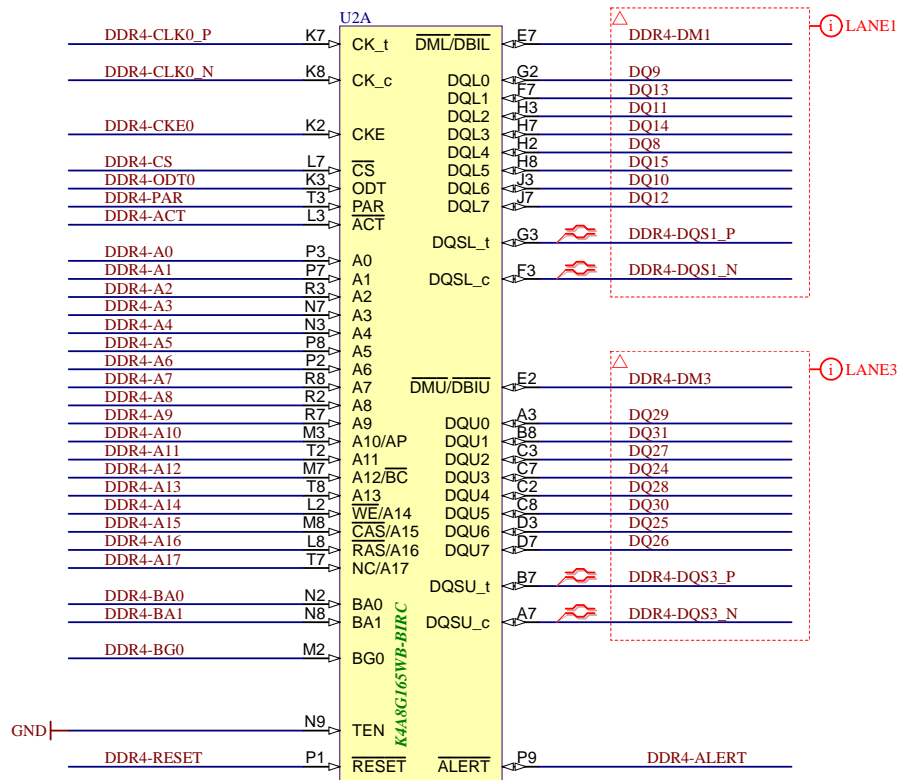 U2A
DDR4-CLK0_P K7 CK_t DML/DBIL E7 DDR4-DM1 LANE1
DDR4-CLK0_N K8 CK_c DQL0 G2 DQ9
DQL1 F7 DQ13
DQL2 H3 DQ11
DDR4-CKE0 K2 CKE DQL3 H7 DQ14
DQL4 H2 DQ8
DDR4-CS L7 CS DQL5 H8 DQ15
DDR4-ODT0 K3 ODT DQL6 J3 DQ10
DDR4-PAR T3 PAR DQL7 J7 DQ12
DDR4-ACT L3 ACT
DQSL_t G3 DDR4-DQS1_P
DDR4-A0 P3 A0
DDR4-A1 P7 A1 DQSL_c F3 DDR4-DQS1_N
DDR4-A2 R3 A2
DDR4-A3 N7 A3
DDR4-A4 N3 A4
DDR4-A5 P8 A5
DDR4-A6 P2 A6 LANE3
DDR4-A7 R8 A7 DMU/DBIU E2 DDR4-DM3
DDR4-A8 R2 A8
DDR4-A9 R7 A9 DQU0 A3 DQ29
DDR4-A10 M3 A10/AP DQU1 B8 DQ31
DDR4-A11 T2 A11 DQU2 C3 DQ27
DDR4-A12 M7 A12/BC DQU3 C7 DQ24
DDR4-A13 T8 A13 DQU4 C2 DQ28
DDR4-A14 L2 WE/A14 DQU5 C8 DQ30
DDR4-A15 M8 CAS/A15 DQU6 D3 DQ25
DDR4-A16 L8 RAS/A16 DQU7 D7 DQ26
DDR4-A17 T7 NC/A17
DQSU_t B7 DDR4-DQS3_P
DDR4-BA0 N2 BA0
DDR4-BA1 N8 BA1 DQSU_c A7 DDR4-DQS3_N
DDR4-BG0 M2 BG0
K4A8G165WB-BIRC
GND N9 TEN
DDR4-RESET P1 RESET ALERT P9 DDR4-ALERT